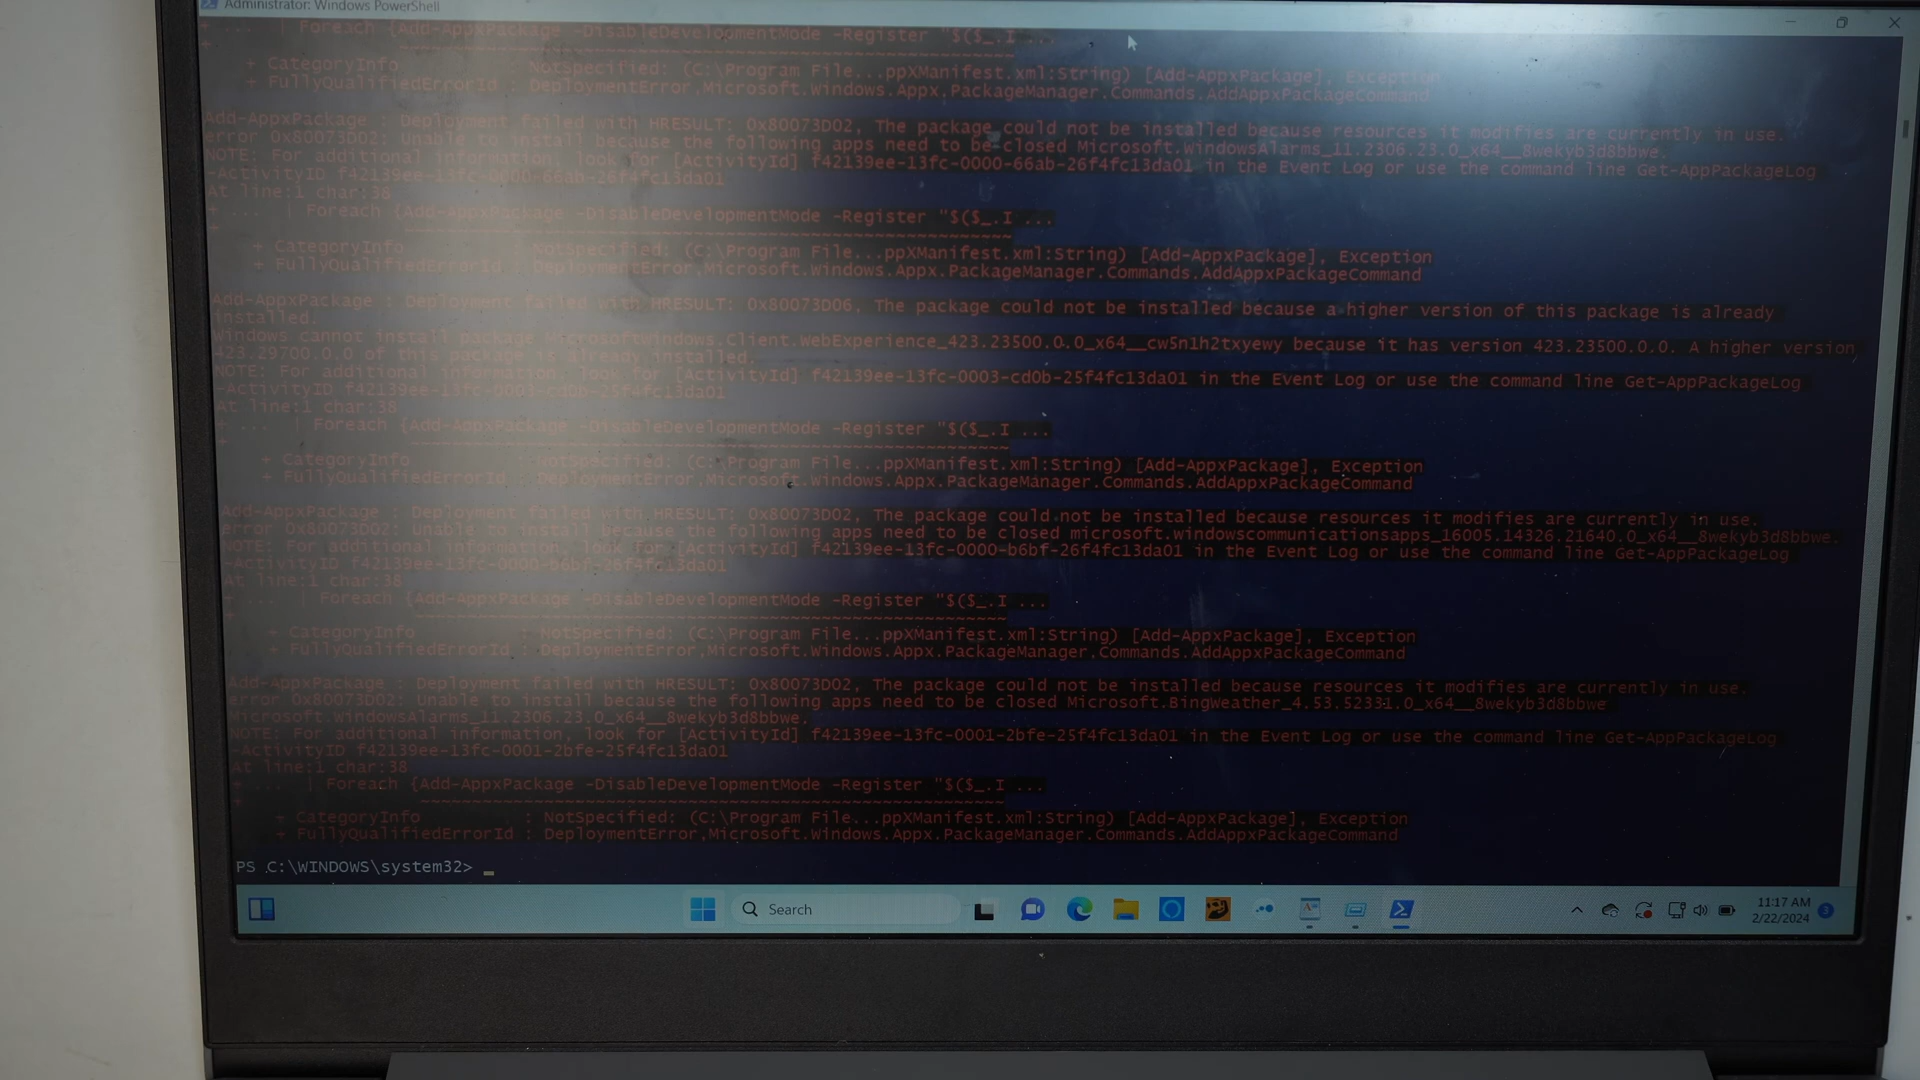 Administrator: Windows PowerShell
+ ... | Foreach {Add-AppxPackage -DisableDevelopmentMode -Register "$($_.I ...
+ ~~~~~~~~~~~~~~~~~~~~~~~~~~~~~~~~~~~~~~~~~~~~~~~~~~~~~~~~~
+ CategoryInfo : NotSpecified: (C:\Program File...ppXManifest.xml:String) [Add-AppxPackage], Exception
+ FullyQualifiedErrorId : DeploymentError,Microsoft.Windows.Appx.PackageManager.Commands.AddAppxPackageCommand
Add-AppxPackage : Deployment failed with HRESULT: 0x80073D02, The package could not be installed because resources it modifies are currently in use.
error 0x80073D02: Unable to install because the following apps need to be closed Microsoft.WindowsAlarms_11.2306.23.0_x64__8wekyb3d8bbwe.
NOTE: For additional information, look for [ActivityId] f42139ee-13fc-0000-66ab-26f4fc13da01 in the Event Log or use the command line Get-AppPackageLog
-ActivityID f42139ee-13fc-0000-66ab-26f4fc13da01
At line:1 char:38
+ ... | Foreach {Add-AppxPackage -DisableDevelopmentMode -Register "$($_.I ...
+ ~~~~~~~~~~~~~~~~~~~~~~~~~~~~~~~~~~~~~~~~~~~~~~~~~~~~~~~~~
+ CategoryInfo : NotSpecified: (C:\Program File...ppXManifest.xml:String) [Add-AppxPackage], Exception
+ FullyQualifiedErrorId : DeploymentError,Microsoft.Windows.Appx.PackageManager.Commands.AddAppxPackageCommand
Add-AppxPackage : Deployment failed with HRESULT: 0x80073D06, The package could not be installed because a higher version of this package is already
installed.
Windows cannot install package MicrosoftWindows.Client.WebExperience_423.23500.0.0_x64__cw5n1h2txyewy because it has version 423.23500.0.0. A higher version
423.29700.0.0 of this package is already installed.
NOTE: For additional information, look for [ActivityId] f42139ee-13fc-0003-cd0b-25f4fc13da01 in the Event Log or use the command line Get-AppPackageLog
-ActivityID f42139ee-13fc-0003-cd0b-25f4fc13da01
At line:1 char:38
+ ... | Foreach {Add-AppxPackage -DisableDevelopmentMode -Register "$($_.I ...
+ ~~~~~~~~~~~~~~~~~~~~~~~~~~~~~~~~~~~~~~~~~~~~~~~~~~~~~~~~~
+ CategoryInfo : NotSpecified: (C:\Program File...ppXManifest.xml:String) [Add-AppxPackage], Exception
+ FullyQualifiedErrorId : DeploymentError,Microsoft.Windows.Appx.PackageManager.Commands.AddAppxPackageCommand
Add-AppxPackage : Deployment failed with HRESULT: 0x80073D02, The package could not be installed because resources it modifies are currently in use.
error 0x80073D02: Unable to install because the following apps need to be closed microsoft.windowscommunicationsapps_16005.14326.21640.0_x64__8wekyb3d8bbwe.
NOTE: For additional information, look for [ActivityId] f42139ee-13fc-0000-b6bf-26f4fc13da01 in the Event Log or use the command line Get-AppPackageLog
-ActivityID f42139ee-13fc-0000-b6bf-26f4fc13da01
At line:1 char:38
+ ... | Foreach {Add-AppxPackage -DisableDevelopmentMode -Register "$($_.I ...
+ ~~~~~~~~~~~~~~~~~~~~~~~~~~~~~~~~~~~~~~~~~~~~~~~~~~~~~~~~~
+ CategoryInfo : NotSpecified: (C:\Program File...ppXManifest.xml:String) [Add-AppxPackage], Exception
+ FullyQualifiedErrorId : DeploymentError,Microsoft.Windows.Appx.PackageManager.Commands.AddAppxPackageCommand
Add-AppxPackage : Deployment failed with HRESULT: 0x80073D02, The package could not be installed because resources it modifies are currently in use.
error 0x80073D02: Unable to install because the following apps need to be closed Microsoft.BingWeather_4.53.52331.0_x64__8wekyb3d8bbwe
Microsoft.WindowsAlarms_11.2306.23.0_x64__8wekyb3d8bbwe.
NOTE: For additional information, look for [ActivityId] f42139ee-13fc-0001-2bfe-25f4fc13da01 in the Event Log or use the command line Get-AppPackageLog
-ActivityID f42139ee-13fc-0001-2bfe-25f4fc13da01
At line:1 char:38
+ ... | Foreach {Add-AppxPackage -DisableDevelopmentMode -Register "$($_.I ...
+ ~~~~~~~~~~~~~~~~~~~~~~~~~~~~~~~~~~~~~~~~~~~~~~~~~~~~~~~~~
+ CategoryInfo : NotSpecified: (C:\Program File...ppXManifest.xml:String) [Add-AppxPackage], Exception
+ FullyQualifiedErrorId : DeploymentError,Microsoft.Windows.Appx.PackageManager.Commands.AddAppxPackageCommand
PS C:\WINDOWS\system32> _
Search
11:17 AM
2/22/2024
3